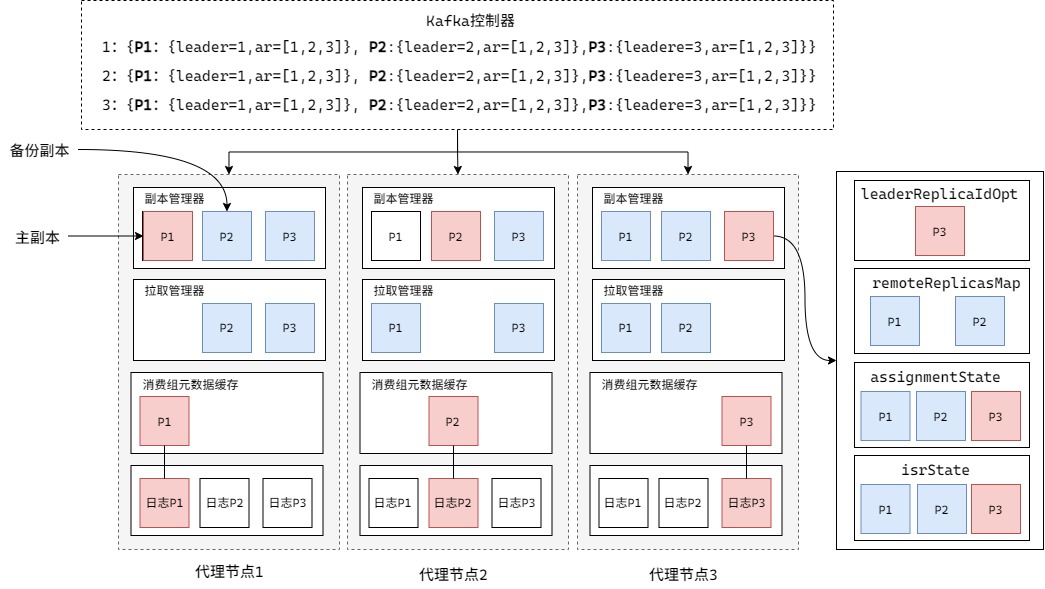 Kafka控制器
1: {P1: {leader=1,ar=[1,2,3]}, P2:{leader=2,ar=[1,2,3]},P3:{leadere=3,ar=[1,2,3]}}
2: {P1: {leader=1,ar=[1,2,3]}, P2:{leader=2,ar=[1,2,3]},P3:{leadere=3,ar=[1,2,3]}}
3: {P1: {leader=1,ar=[1,2,3]}, P2:{leader=2,ar=[1,2,3]},P3:{leadere=3,ar=[1,2,3]}}
备份副本
主副本
副本管理器
P1 P2 P3
拉取管理器
P2 P3
消费组元数据缓存
P1
日志P1 日志P2 日志P3
代理节点1
副本管理器
P1 P2 P3
拉取管理器
P1 P3
消费组元数据缓存
P2
日志P1 日志P2 日志P3
代理节点2
副本管理器
P1 P2 P3
拉取管理器
P1 P2
消费组元数据缓存
P3
日志P1 日志P2 日志P3
代理节点3
leaderReplicaIdOpt
P3
remoteReplicasMap
P1 P2
assignmentState
P1 P2 P3
isrState
P1 P2 P3